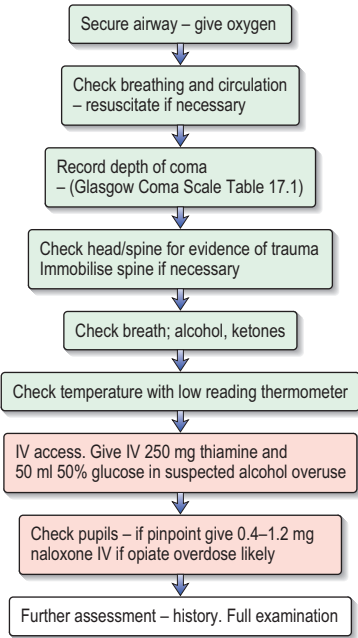 Secure airway – give oxygen
Check breathing and circulation
– resuscitate if necessary
Record depth of coma
– (Glasgow Coma Scale Table 17.1)
Check head/spine for evidence of trauma
Immobilise spine if necessary
Check breath; alcohol, ketones
Check temperature with low reading thermometer
IV access. Give IV 250 mg thiamine and
50 ml 50% glucose in suspected alcohol overuse
Check pupils – if pinpoint give 0.4–1.2 mg
naloxone IV if opiate overdose likely
Further assessment – history. Full examination